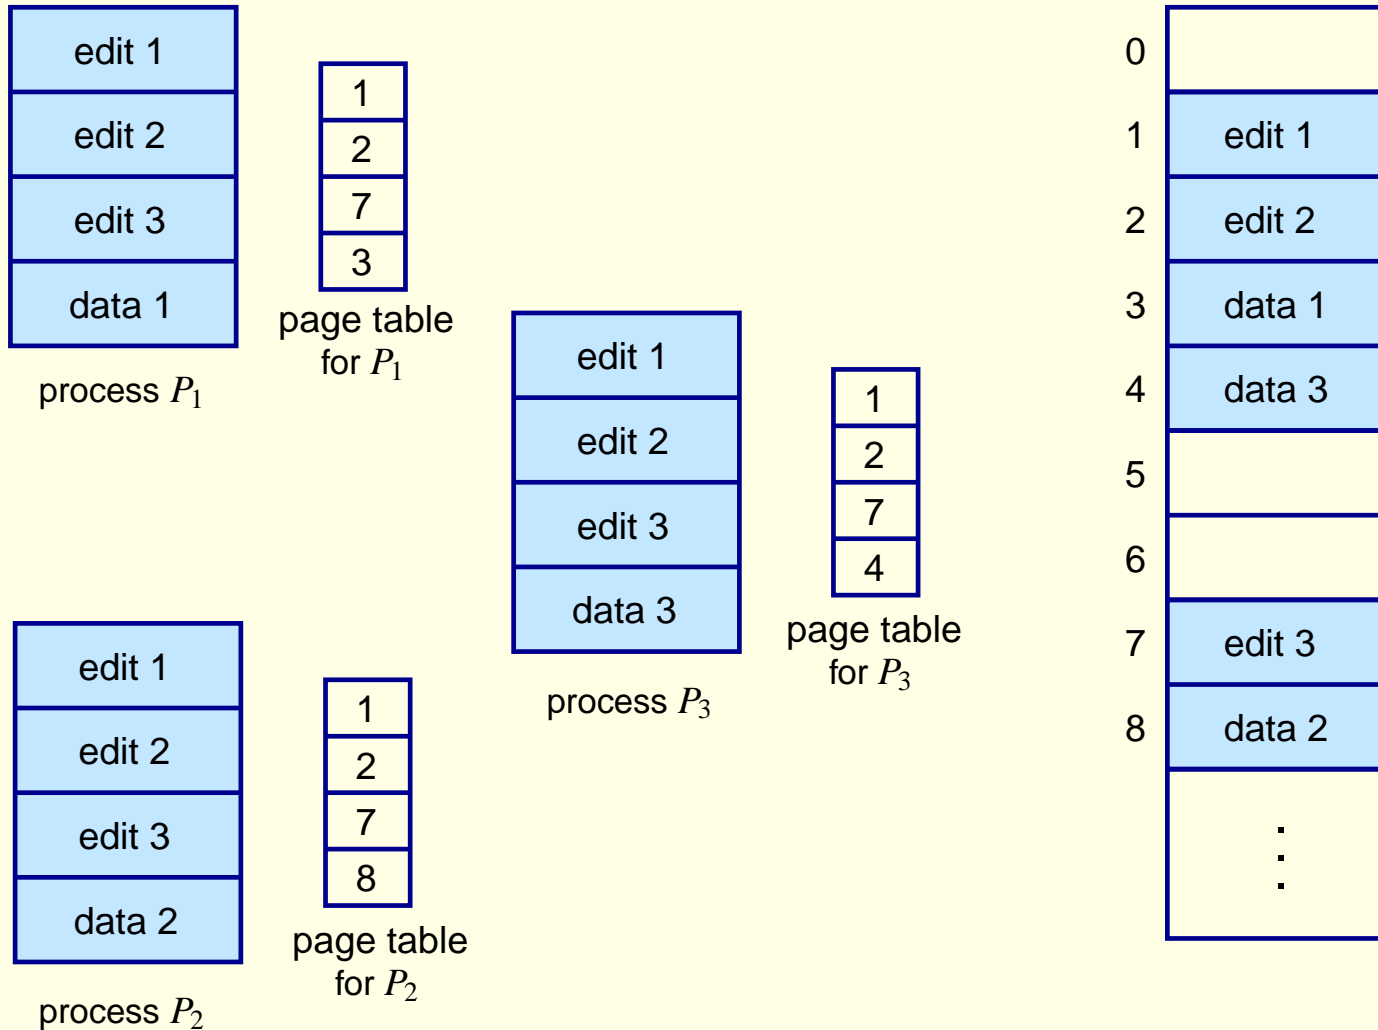 edit 1
edit 2
edit 3
data 1
process P1
1
2
7
3
page table
for P1
edit 1
edit 2
edit 3
data 3
process P3
1
2
7
4
page table
for P3
edit 1
edit 2
edit 3
data 2
process P2
1
2
7
8
page table
for P2
0
1 edit 1
2 edit 2
3 data 1
4 data 3
5
6
7 edit 3
8 data 2
.
.
.